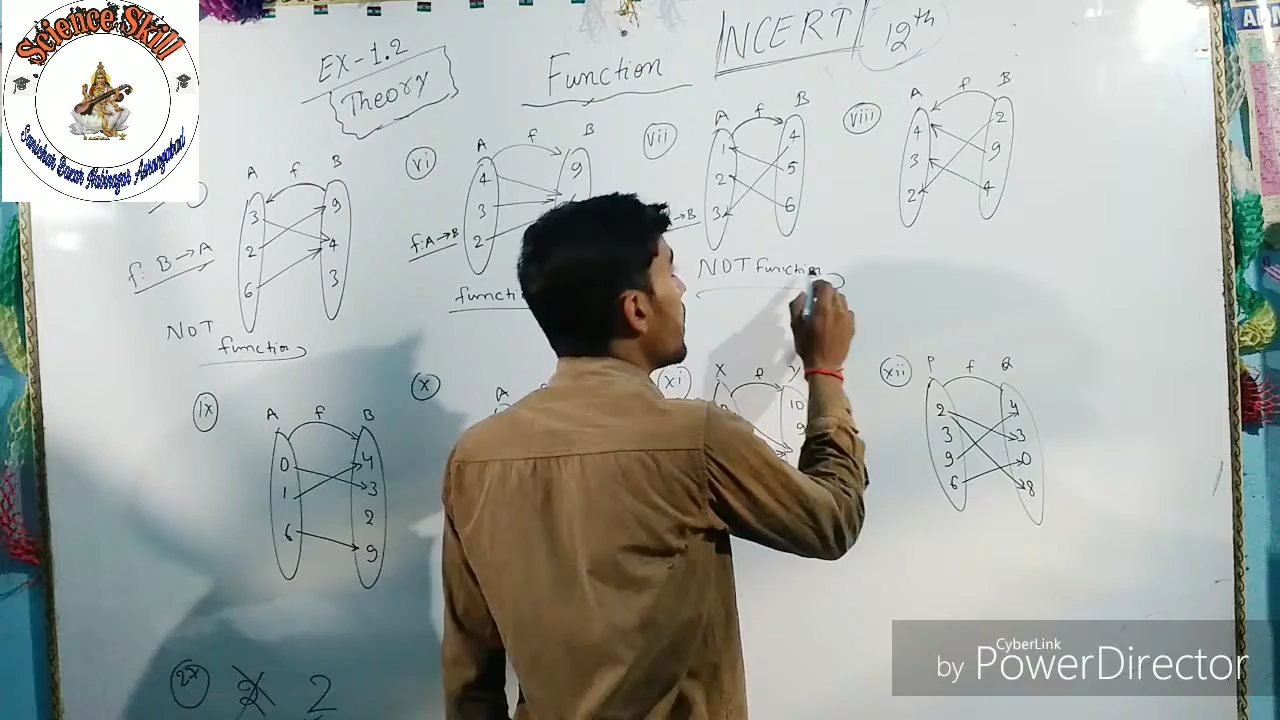 Science Skill
EX-1.2
Theory
Function
INCERT
12th
A f B
3
2
6
9
4
3
f: B→A
NOT
function
vi
A f B
4
3
2
9
f: A→B
vii
A f B
1
2
3
4
5
6
→B
NOT function
viii
A f B
4
3
2
2
9
4
ix
A f B
0
1
6
4
3
2
9
x
A
xi
X f Y
10
9
xii
P f Q
2
3
9
6
4
3
0
8
2x
2
2
CyberLink
by PowerDirector